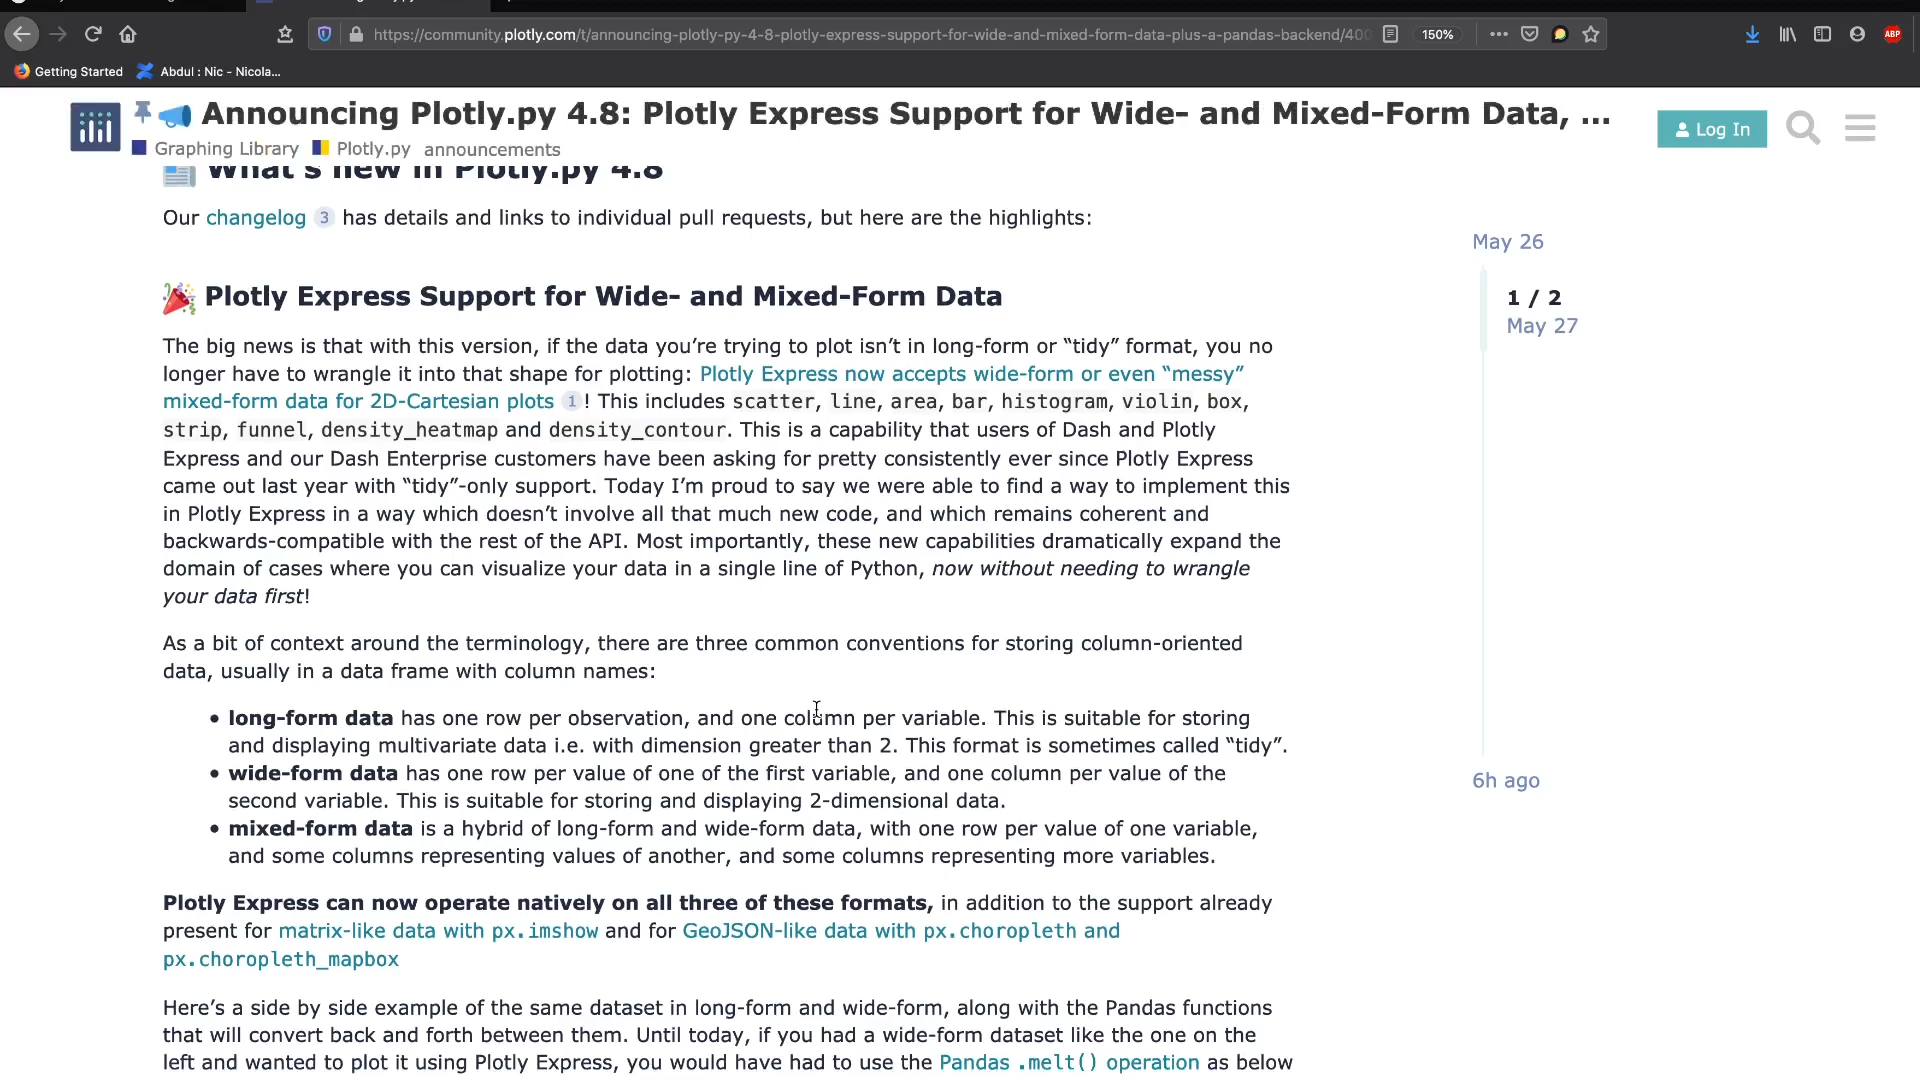 https://community.plotly.com/t/announcing-plotly-py-4-8-plotly-express-support-for-wide-and-mixed-form-data-plus-a-pandas-backend/400
150%
ABP
Getting Started
Abdul : Nic - Nicola...
Announcing Plotly.py 4.8: Plotly Express Support for Wide- and Mixed-Form Data, ...
Graphing Library Plotly.py announcements
Log In
What's new in Plotly.py 4.8
Our changelog 3 has details and links to individual pull requests, but here are the highlights:
Plotly Express Support for Wide- and Mixed-Form Data
The big news is that with this version, if the data you’re trying to plot isn’t in long-form or “tidy” format, you no
longer have to wrangle it into that shape for plotting: Plotly Express now accepts wide-form or even “messy”
mixed-form data for 2D-Cartesian plots 1! This includes scatter, line, area, bar, histogram, violin, box,
strip, funnel, density_heatmap and density_contour. This is a capability that users of Dash and Plotly
Express and our Dash Enterprise customers have been asking for pretty consistently ever since Plotly Express
came out last year with “tidy”-only support. Today I’m proud to say we were able to find a way to implement this
in Plotly Express in a way which doesn’t involve all that much new code, and which remains coherent and
backwards-compatible with the rest of the API. Most importantly, these new capabilities dramatically expand the
domain of cases where you can visualize your data in a single line of Python, now without needing to wrangle
your data first!
As a bit of context around the terminology, there are three common conventions for storing column-oriented
data, usually in a data frame with column names:
• long-form data has one row per observation, and one column per variable. This is suitable for storing
and displaying multivariate data i.e. with dimension greater than 2. This format is sometimes called “tidy”.
• wide-form data has one row per value of one of the first variable, and one column per value of the
second variable. This is suitable for storing and displaying 2-dimensional data.
• mixed-form data is a hybrid of long-form and wide-form data, with one row per value of one variable,
and some columns representing values of another, and some columns representing more variables.
Plotly Express can now operate natively on all three of these formats, in addition to the support already
present for matrix-like data with px.imshow and for GeoJSON-like data with px.choropleth and
px.choropleth_mapbox
Here’s a side by side example of the same dataset in long-form and wide-form, along with the Pandas functions
that will convert back and forth between them. Until today, if you had a wide-form dataset like the one on the
left and wanted to plot it using Plotly Express, you would have had to use the Pandas .melt() operation as below
May 26
1 / 2
May 27
6h ago